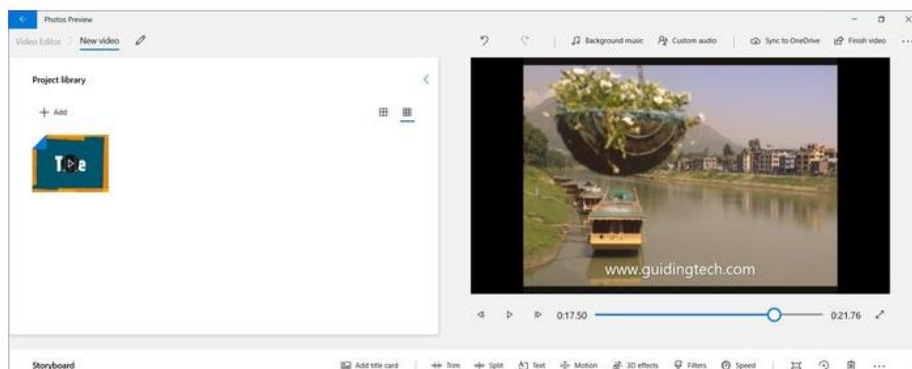 Photos Preview
Video Editor > New video
Background music Custom audio Sync to OneDrive Finish video
Project library
+ Add
Title
www.guidingtech.com
0:17.50 0:21.76
Storyboard Add title card Trim Split Text Motion 3D effects Filters Speed